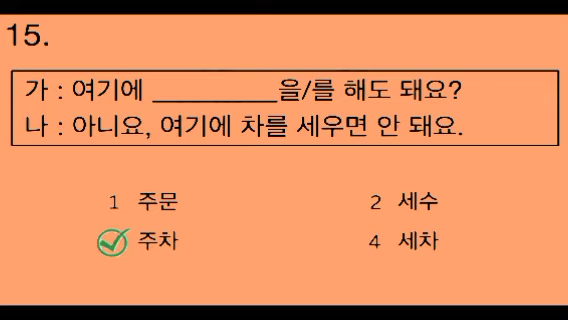 15.
가 : 여기에 __________을/를 해도 돼요?
나 : 아니요, 여기에 차를 세우면 안 돼요.
1 주문
2 세수
주차
4 세차